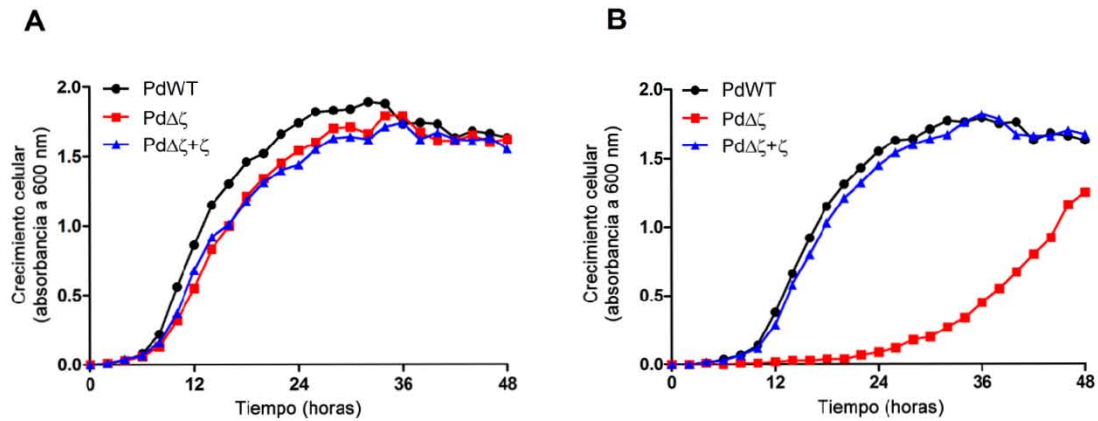 A
B
PdWT
PdΔζ
PdΔζ+ζ
2.0
1.5
1.0
0.5
0.0
Crecimiento celular
(absorbancia a 600 nm)
0 12 24 36 48
Tiempo (horas)
PdWT
PdΔζ
PdΔζ+ζ
2.0
1.5
1.0
0.5
0.0
Crecimiento celular
(absorbancia a 600 nm)
0 12 24 36 48
Tiempo (horas)